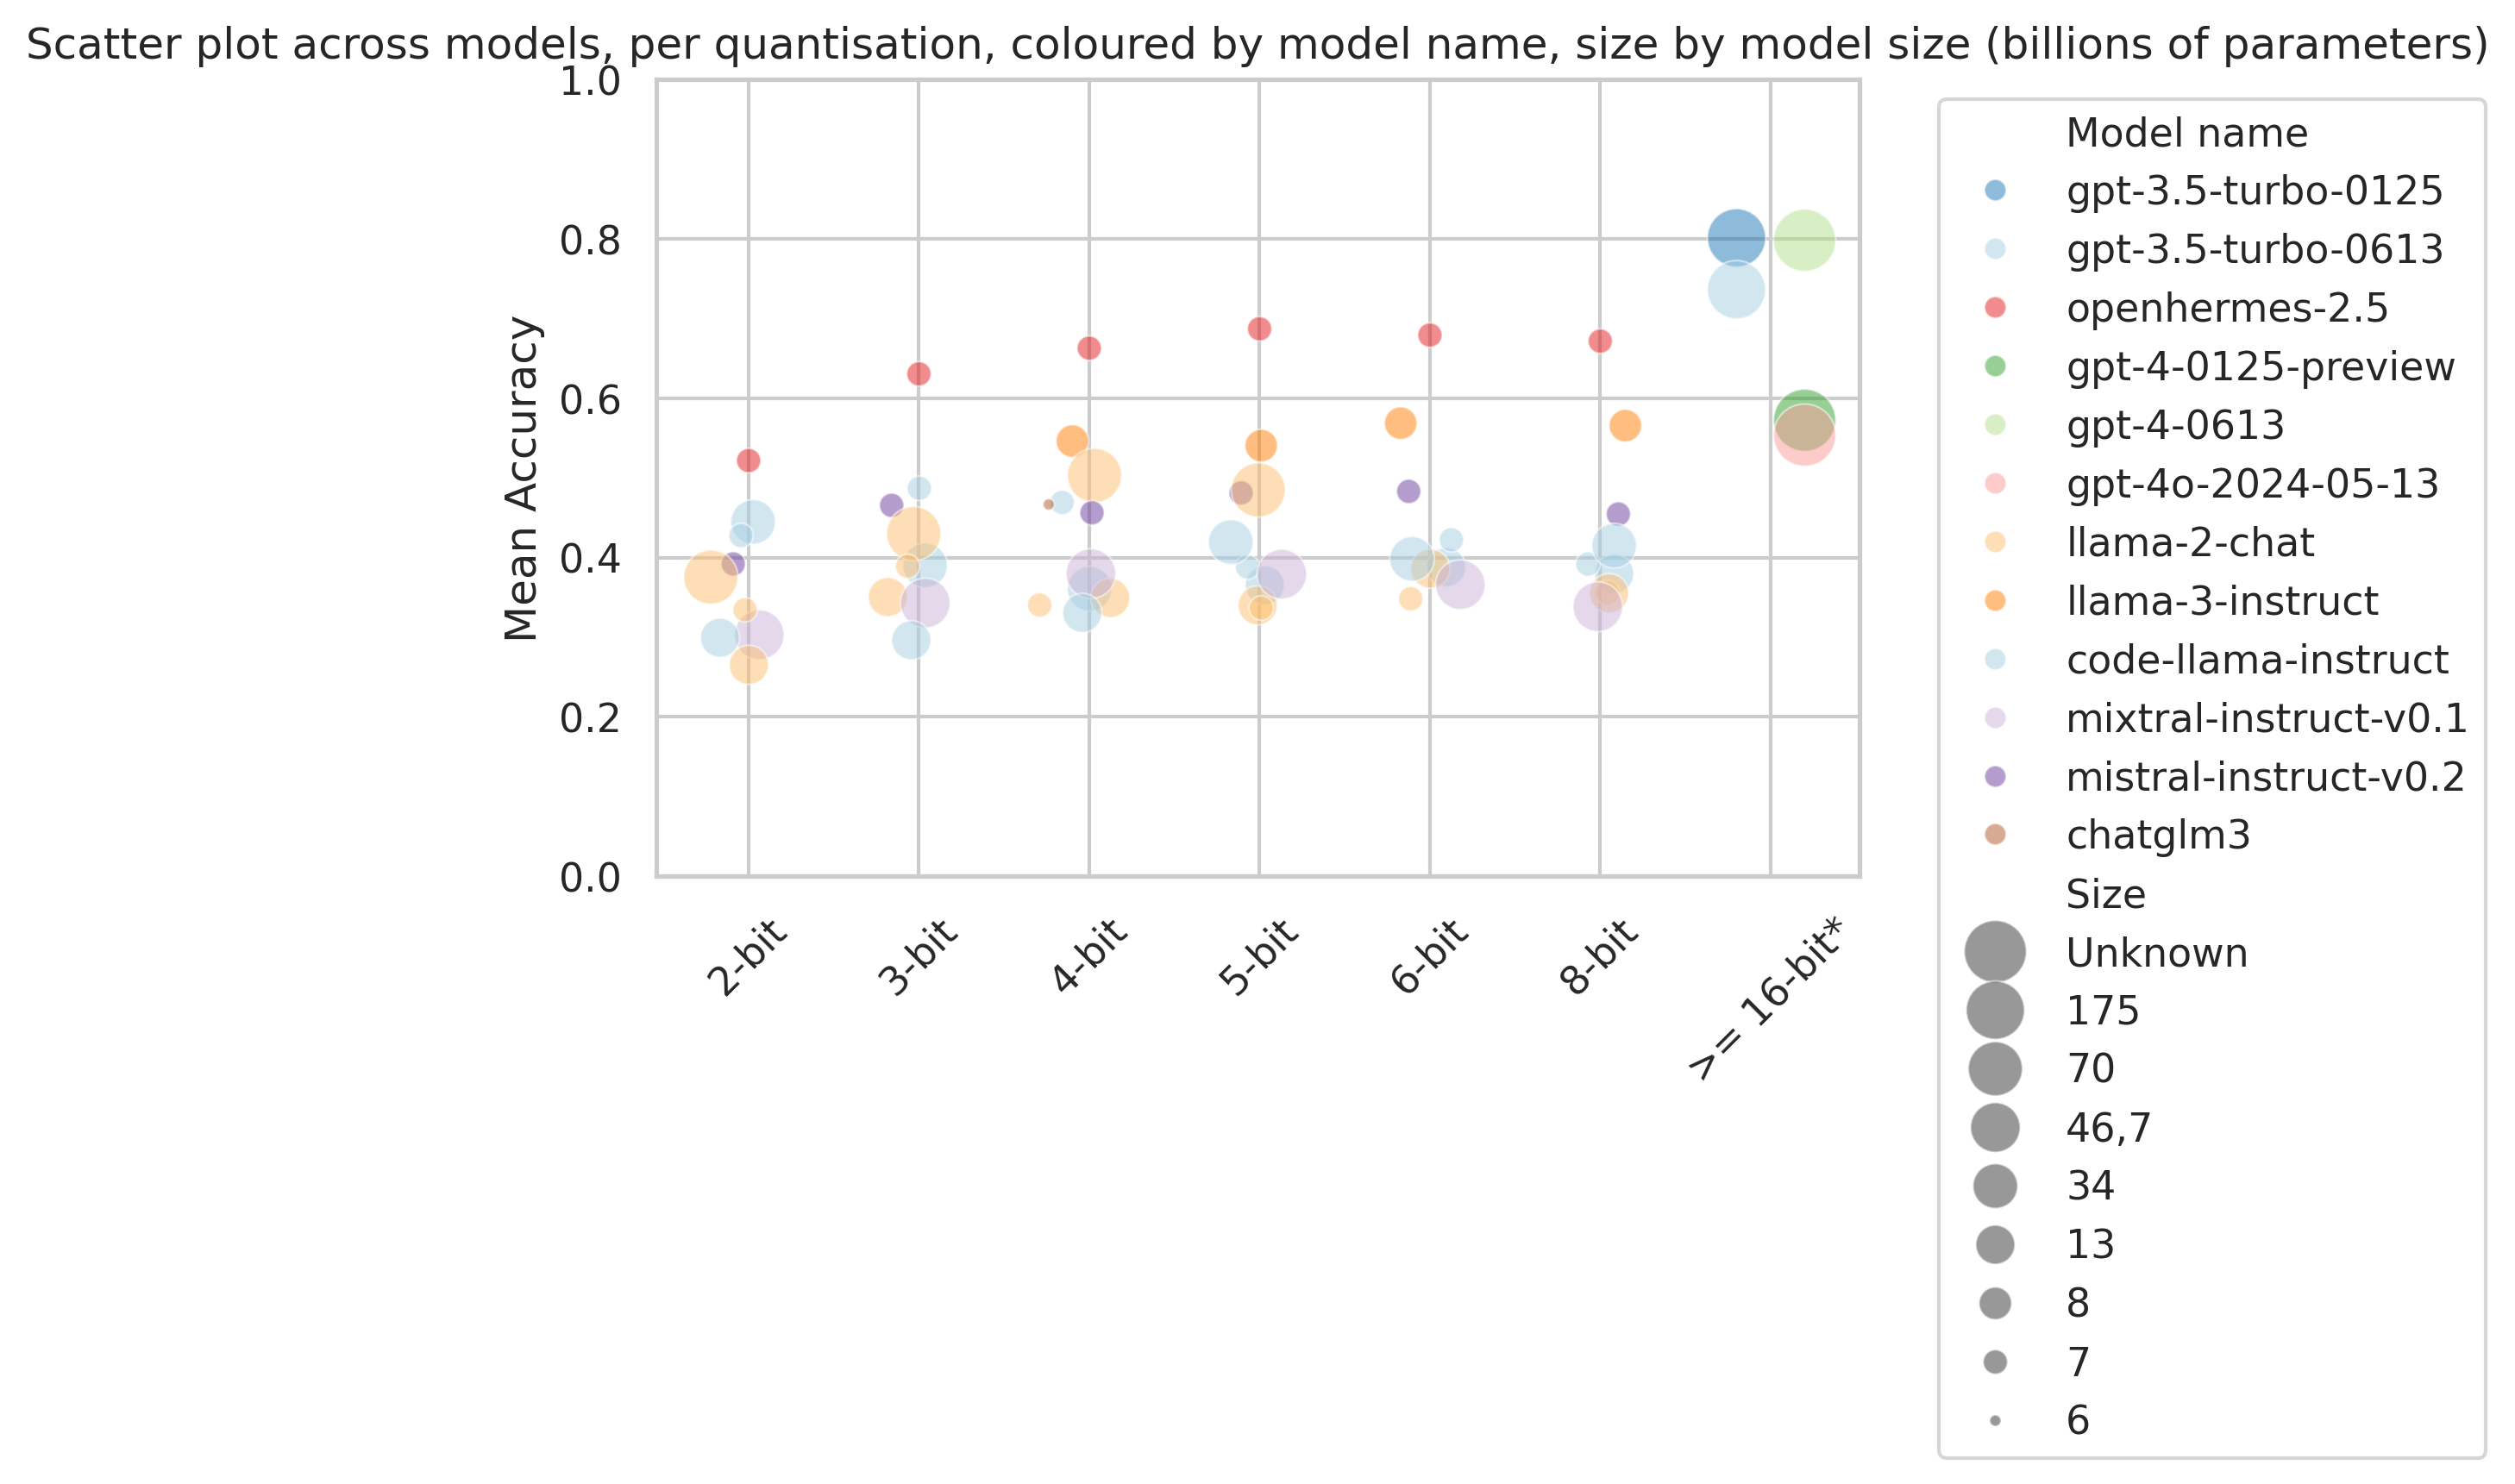 Scatter plot across models, per quantisation, coloured by model name, size by model size (billions of parameters)
1.0
0.8
0.6
0.4
0.2
0.0
Mean Accuracy
2-bit
3-bit
4-bit
5-bit
6-bit
8-bit
>= 16-bit*
Model name
gpt-3.5-turbo-0125
gpt-3.5-turbo-0613
openhermes-2.5
gpt-4-0125-preview
gpt-4-0613
gpt-4o-2024-05-13
llama-2-chat
llama-3-instruct
code-llama-instruct
mixtral-instruct-v0.1
mistral-instruct-v0.2
chatglm3
Size
Unknown
175
70
46,7
34
13
8
7
6